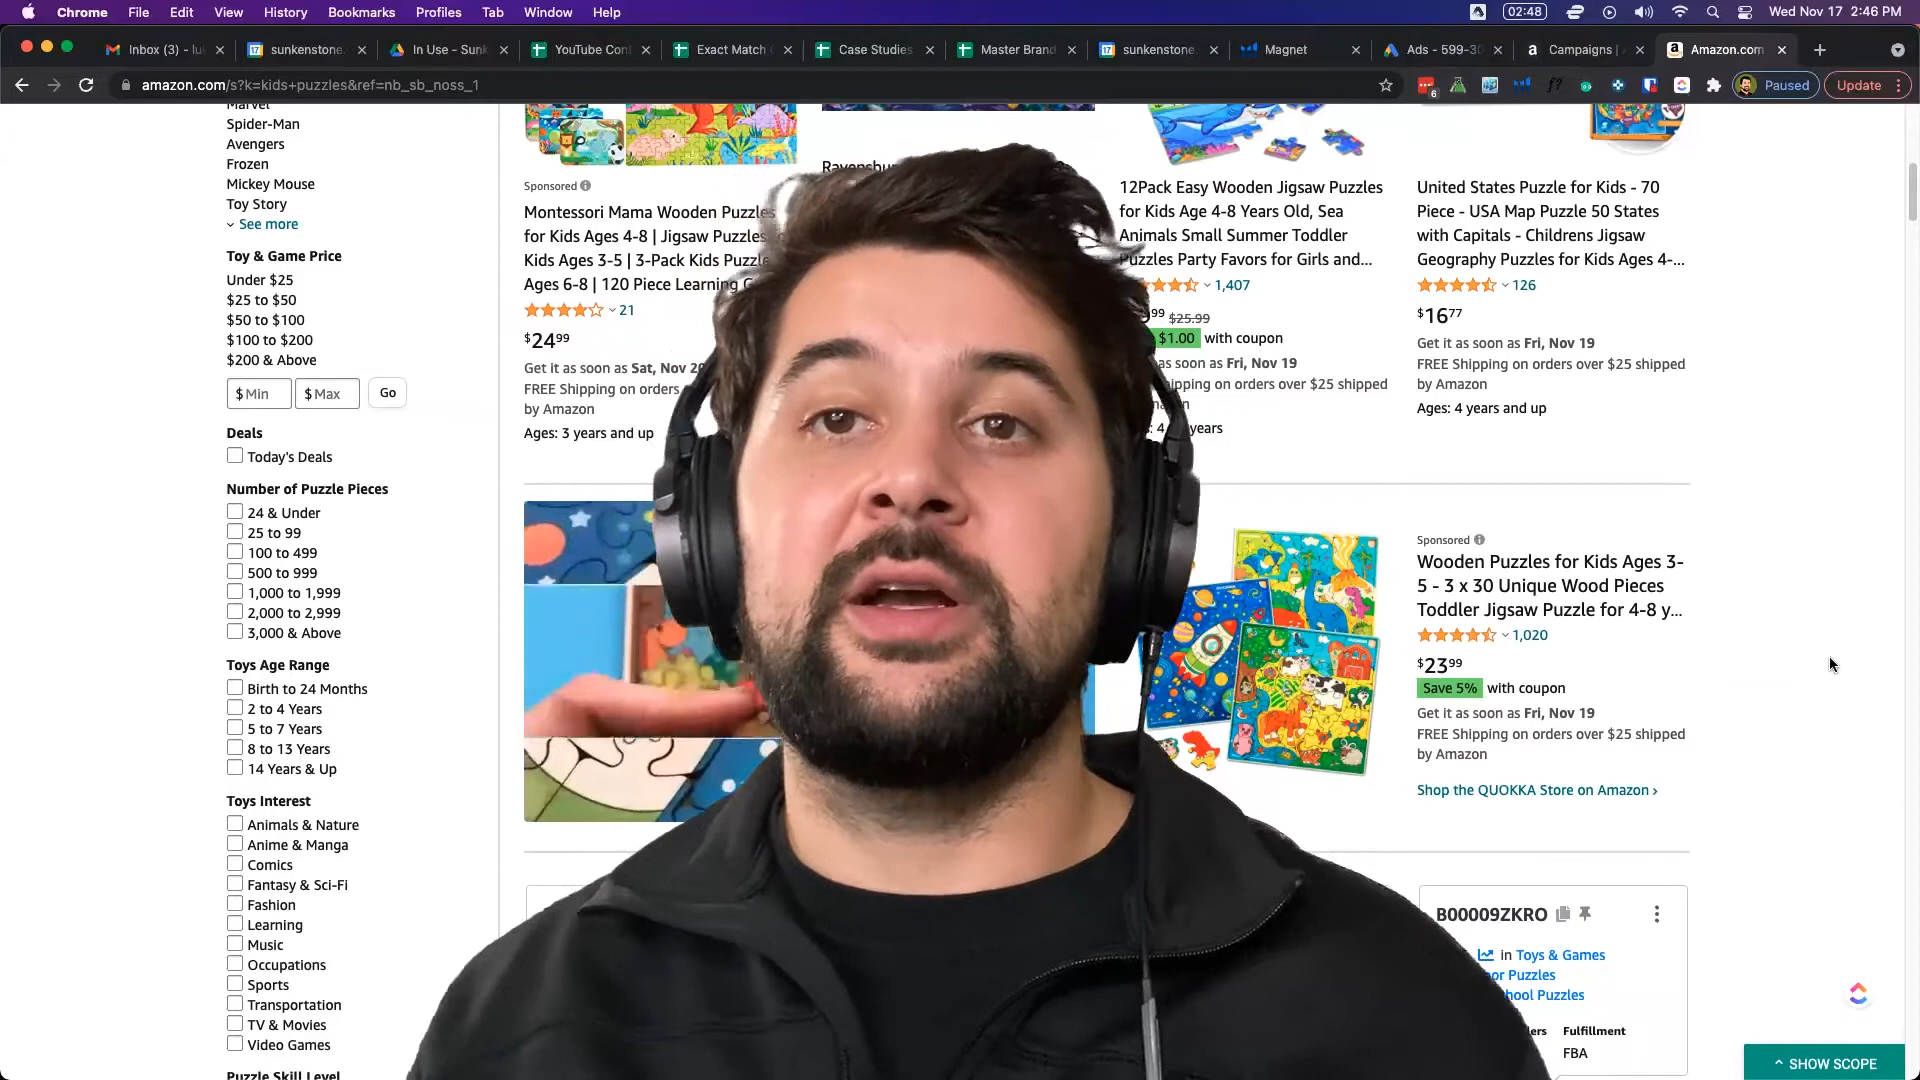 Chrome File Edit View History Bookmarks Profiles Tab Window Help 02:48 Wed Nov 17 2:46 PM
Inbox (3) - lu sunkenstone. In Use - Sunk YouTube Con Exact Match Case Studies Master Brand sunkenstone. Magnet Ads - 599-30 Campaigns | Amazon.com
amazon.com/s?k=kids+puzzles&ref=nb_sb_noss_1 6 Paused Update
Marvel
Spider-Man
Avengers
Frozen
Mickey Mouse
Toy Story
See more
Toy & Game Price
Under $25
$25 to $50
$50 to $100
$100 to $200
$200 & Above
$ Min $ Max Go
Deals
Today's Deals
Number of Puzzle Pieces
24 & Under
25 to 99
100 to 499
500 to 999
1,000 to 1,999
2,000 to 2,999
3,000 & Above
Toys Age Range
Birth to 24 Months
2 to 4 Years
5 to 7 Years
8 to 13 Years
14 Years & Up
Toys Interest
Animals & Nature
Anime & Manga
Comics
Fantasy & Sci-Fi
Fashion
Learning
Music
Occupations
Sports
Transportation
TV & Movies
Video Games
Puzzle Skill Level
Sponsored
Montessori Mama Wooden Puzzles
for Kids Ages 4-8 | Jigsaw Puzzles
Kids Ages 3-5 | 3-Pack Kids Puzzle
Ages 6-8 | 120 Piece Learning
21
$24 99
Get it as soon as Sat, Nov 20
FREE Shipping on orders
by Amazon
Ages: 3 years and up
12Pack Easy Wooden Jigsaw Puzzles
for Kids Age 4-8 Years Old, Sea
Animals Small Summer Toddler
Puzzles Party Favors for Girls and...
1,407
99 $25.99
$1.00 with coupon
as soon as Fri, Nov 19
on orders over $25 shipped
years
United States Puzzle for Kids - 70
Piece - USA Map Puzzle 50 States
with Capitals - Childrens Jigsaw
Geography Puzzles for Kids Ages 4-...
126
$16 77
Get it as soon as Fri, Nov 19
FREE Shipping on orders over $25 shipped
by Amazon
Ages: 4 years and up
Sponsored
Wooden Puzzles for Kids Ages 3-
5 - 3 x 30 Unique Wood Pieces
Toddler Jigsaw Puzzle for 4-8 y...
1,020
$23 99
Save 5% with coupon
Get it as soon as Fri, Nov 19
FREE Shipping on orders over $25 shipped
by Amazon
Shop the QUOKKA Store on Amazon ›
B00009ZKRO
in Toys & Games
oor Puzzles
hool Puzzles
lers Fulfillment
FBA
SHOW SCOPE